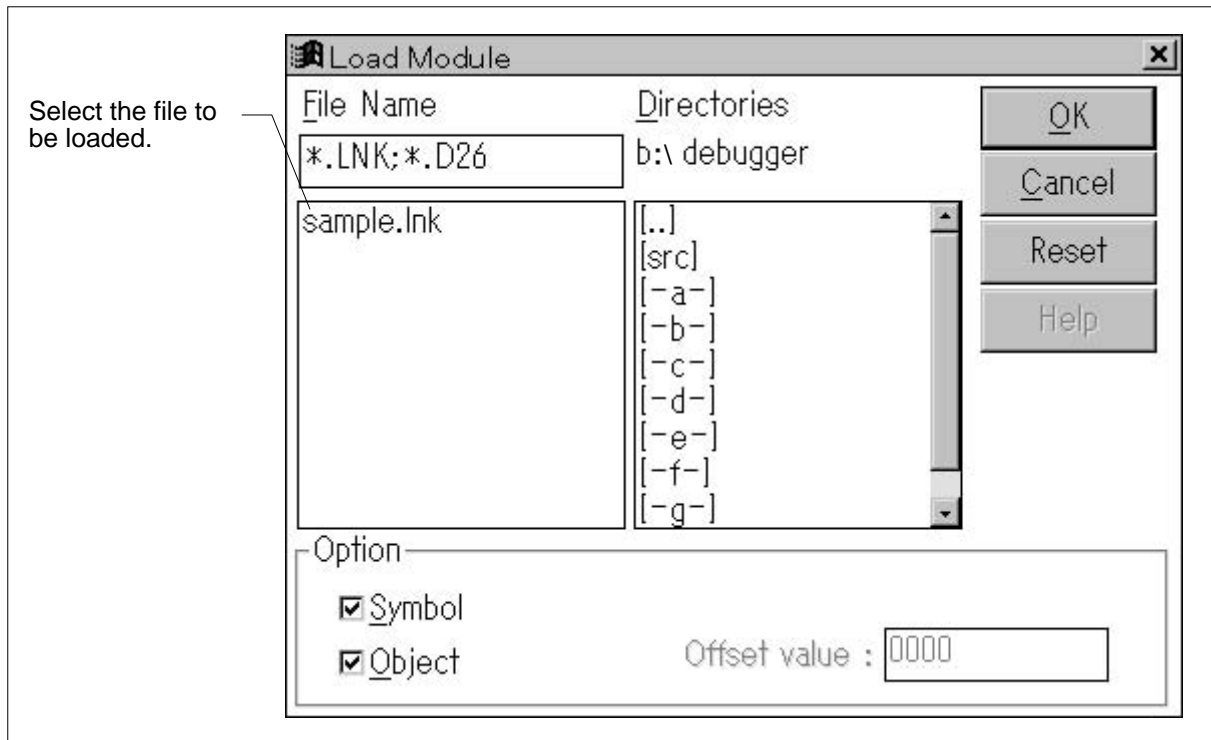 Load Module
Select the file to
be loaded.
File Name
*.LNK;*.D26
sample.lnk
Directories
b:\ debugger
[..]
[src]
[-a-]
[-b-]
[-c-]
[-d-]
[-e-]
[-f-]
[-g-]
OK
Cancel
Reset
Help
Option
Symbol
Object
Offset value : 0000